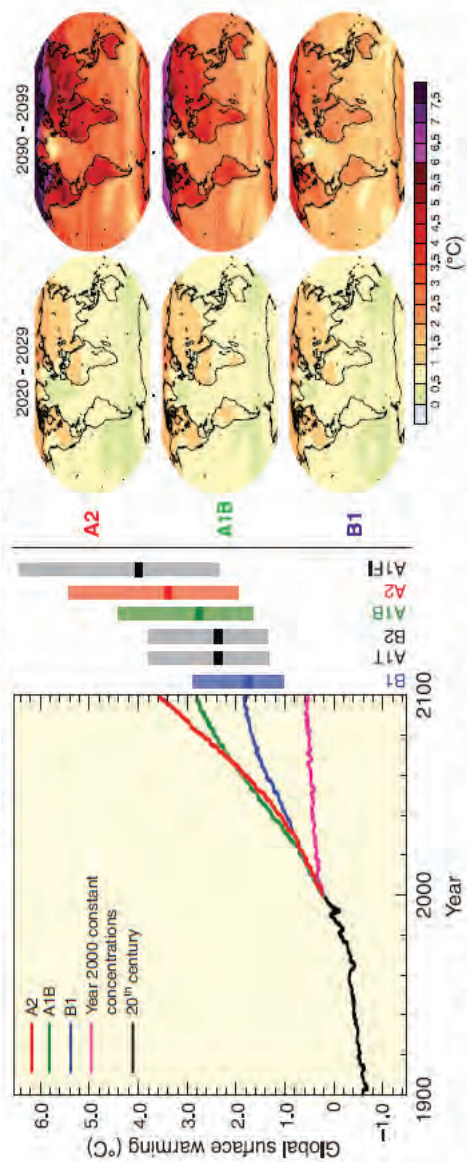 Global surface warming (°C)
6.0
5.0
4.0
3.0
2.0
1.0
0
-1.0
A2
A1B
B1
Year 2000 constant
concentrations
20th century
1900
2000
2100
Year
B1
A1T
B2
A1B
A2
A1FI
A2
A1B
B1
2020 - 2029
2090 - 2099
0 0,5 1 1,5 2 2,5 3 3,5 4 4,5 5 5,5 6 6,5 7 7,5
(°C)